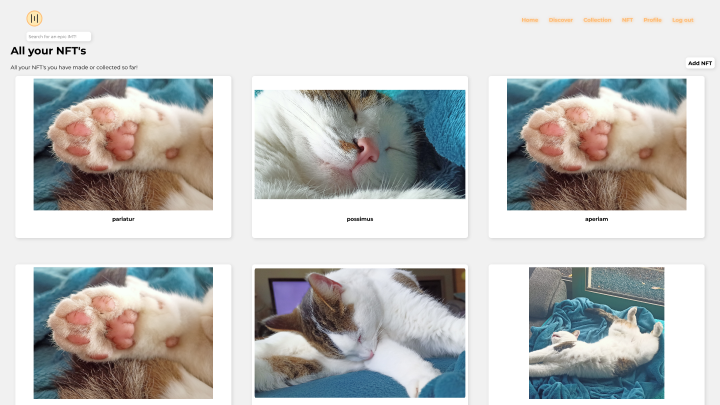 Home Discover Collection NFT Profile Log out
Search for an epic NFT
All your NFT's
All your NFT's you have made or collected so far!
Add NFT
pariatur
possimus
aperiam